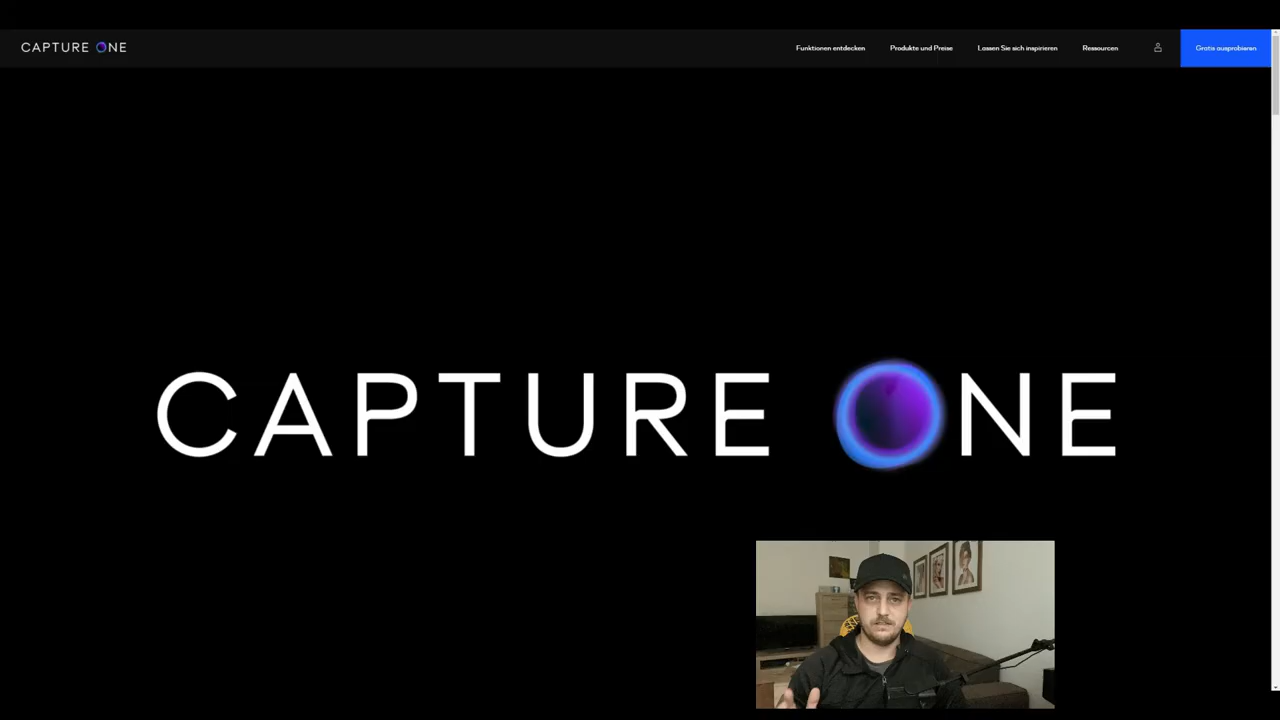 CAPTURE ONE
Funktionen entdecken
Produkte und Preise
Lassen Sie sich inspirieren
Ressourcen
Gratis ausprobieren
CAPTURE ONE